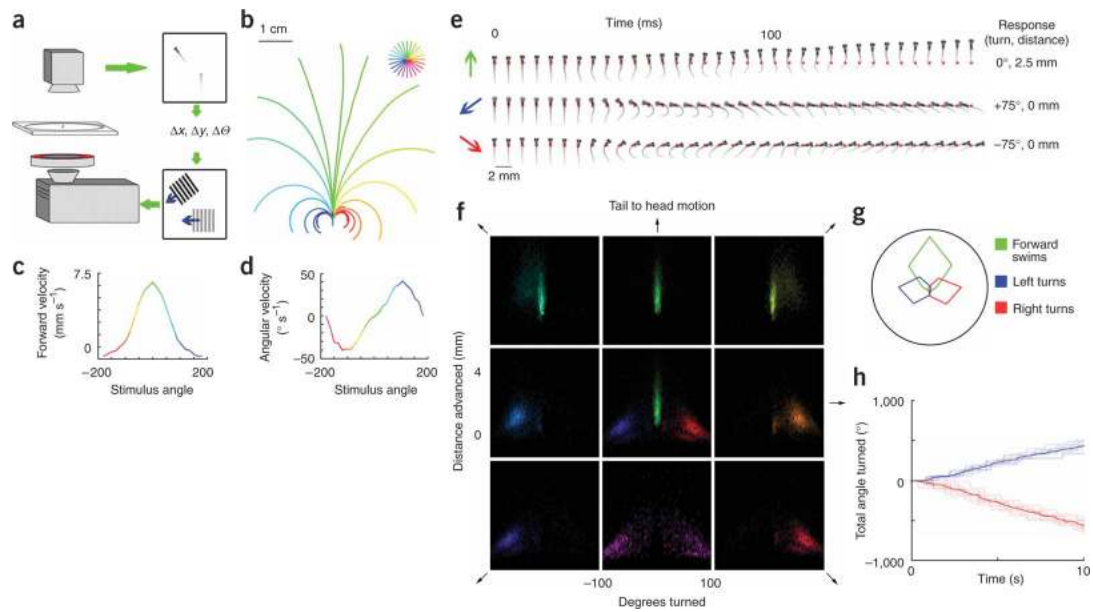 a
Δx, Δy, ΔΘ
b
1 cm
c
7.5
0
Forward velocity
(mm s⁻¹)
−200
200
Stimulus angle
d
50
0
−50
Angular velocity
(° s⁻¹)
−200
200
Stimulus angle
e
Time (ms)
0
100
Response
(turn, distance)
0°, 2.5 mm
+75°, 0 mm
−75°, 0 mm
2 mm
f
Tail to head motion
Distance advanced (mm)
4
0
−100
100
Degrees turned
g
Forward
swims
Left turns
Right turns
h
1,000
0
−1,000
Total angle turned (°)
0
10
Time (s)